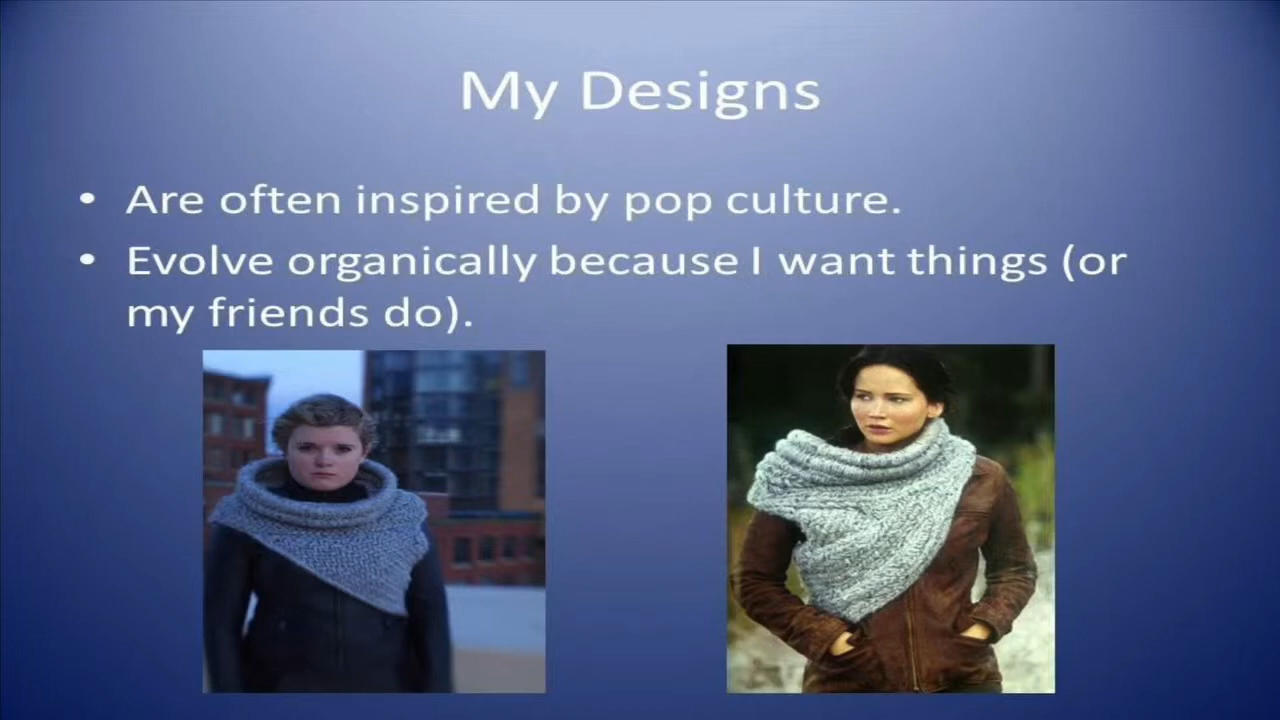 My Designs
• Are often inspired by pop culture.
• Evolve organically because I want things (or
my friends do).